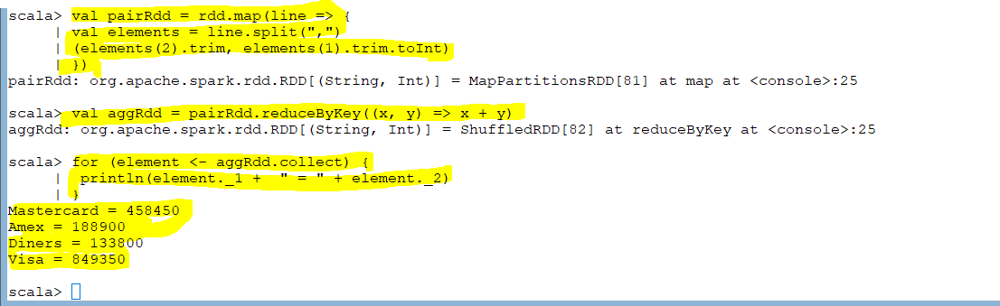 scala> val pairRdd = rdd.map(line => {
| val elements = line.split(",")
| (elements(2).trim, elements(1).trim.toInt)
| })
pairRdd: org.apache.spark.rdd.RDD[(String, Int)] = MapPartitionsRDD[81] at map at <console>:25
scala> val aggRdd = pairRdd.reduceByKey((x, y) => x + y)
aggRdd: org.apache.spark.rdd.RDD[(String, Int)] = ShuffledRDD[82] at reduceByKey at <console>:25
scala> for (element <- aggRdd.collect) {
| println(element._1 + " = " + element._2)
| }
Mastercard = 458450
Amex = 188900
Diners = 133800
Visa = 849350
scala>